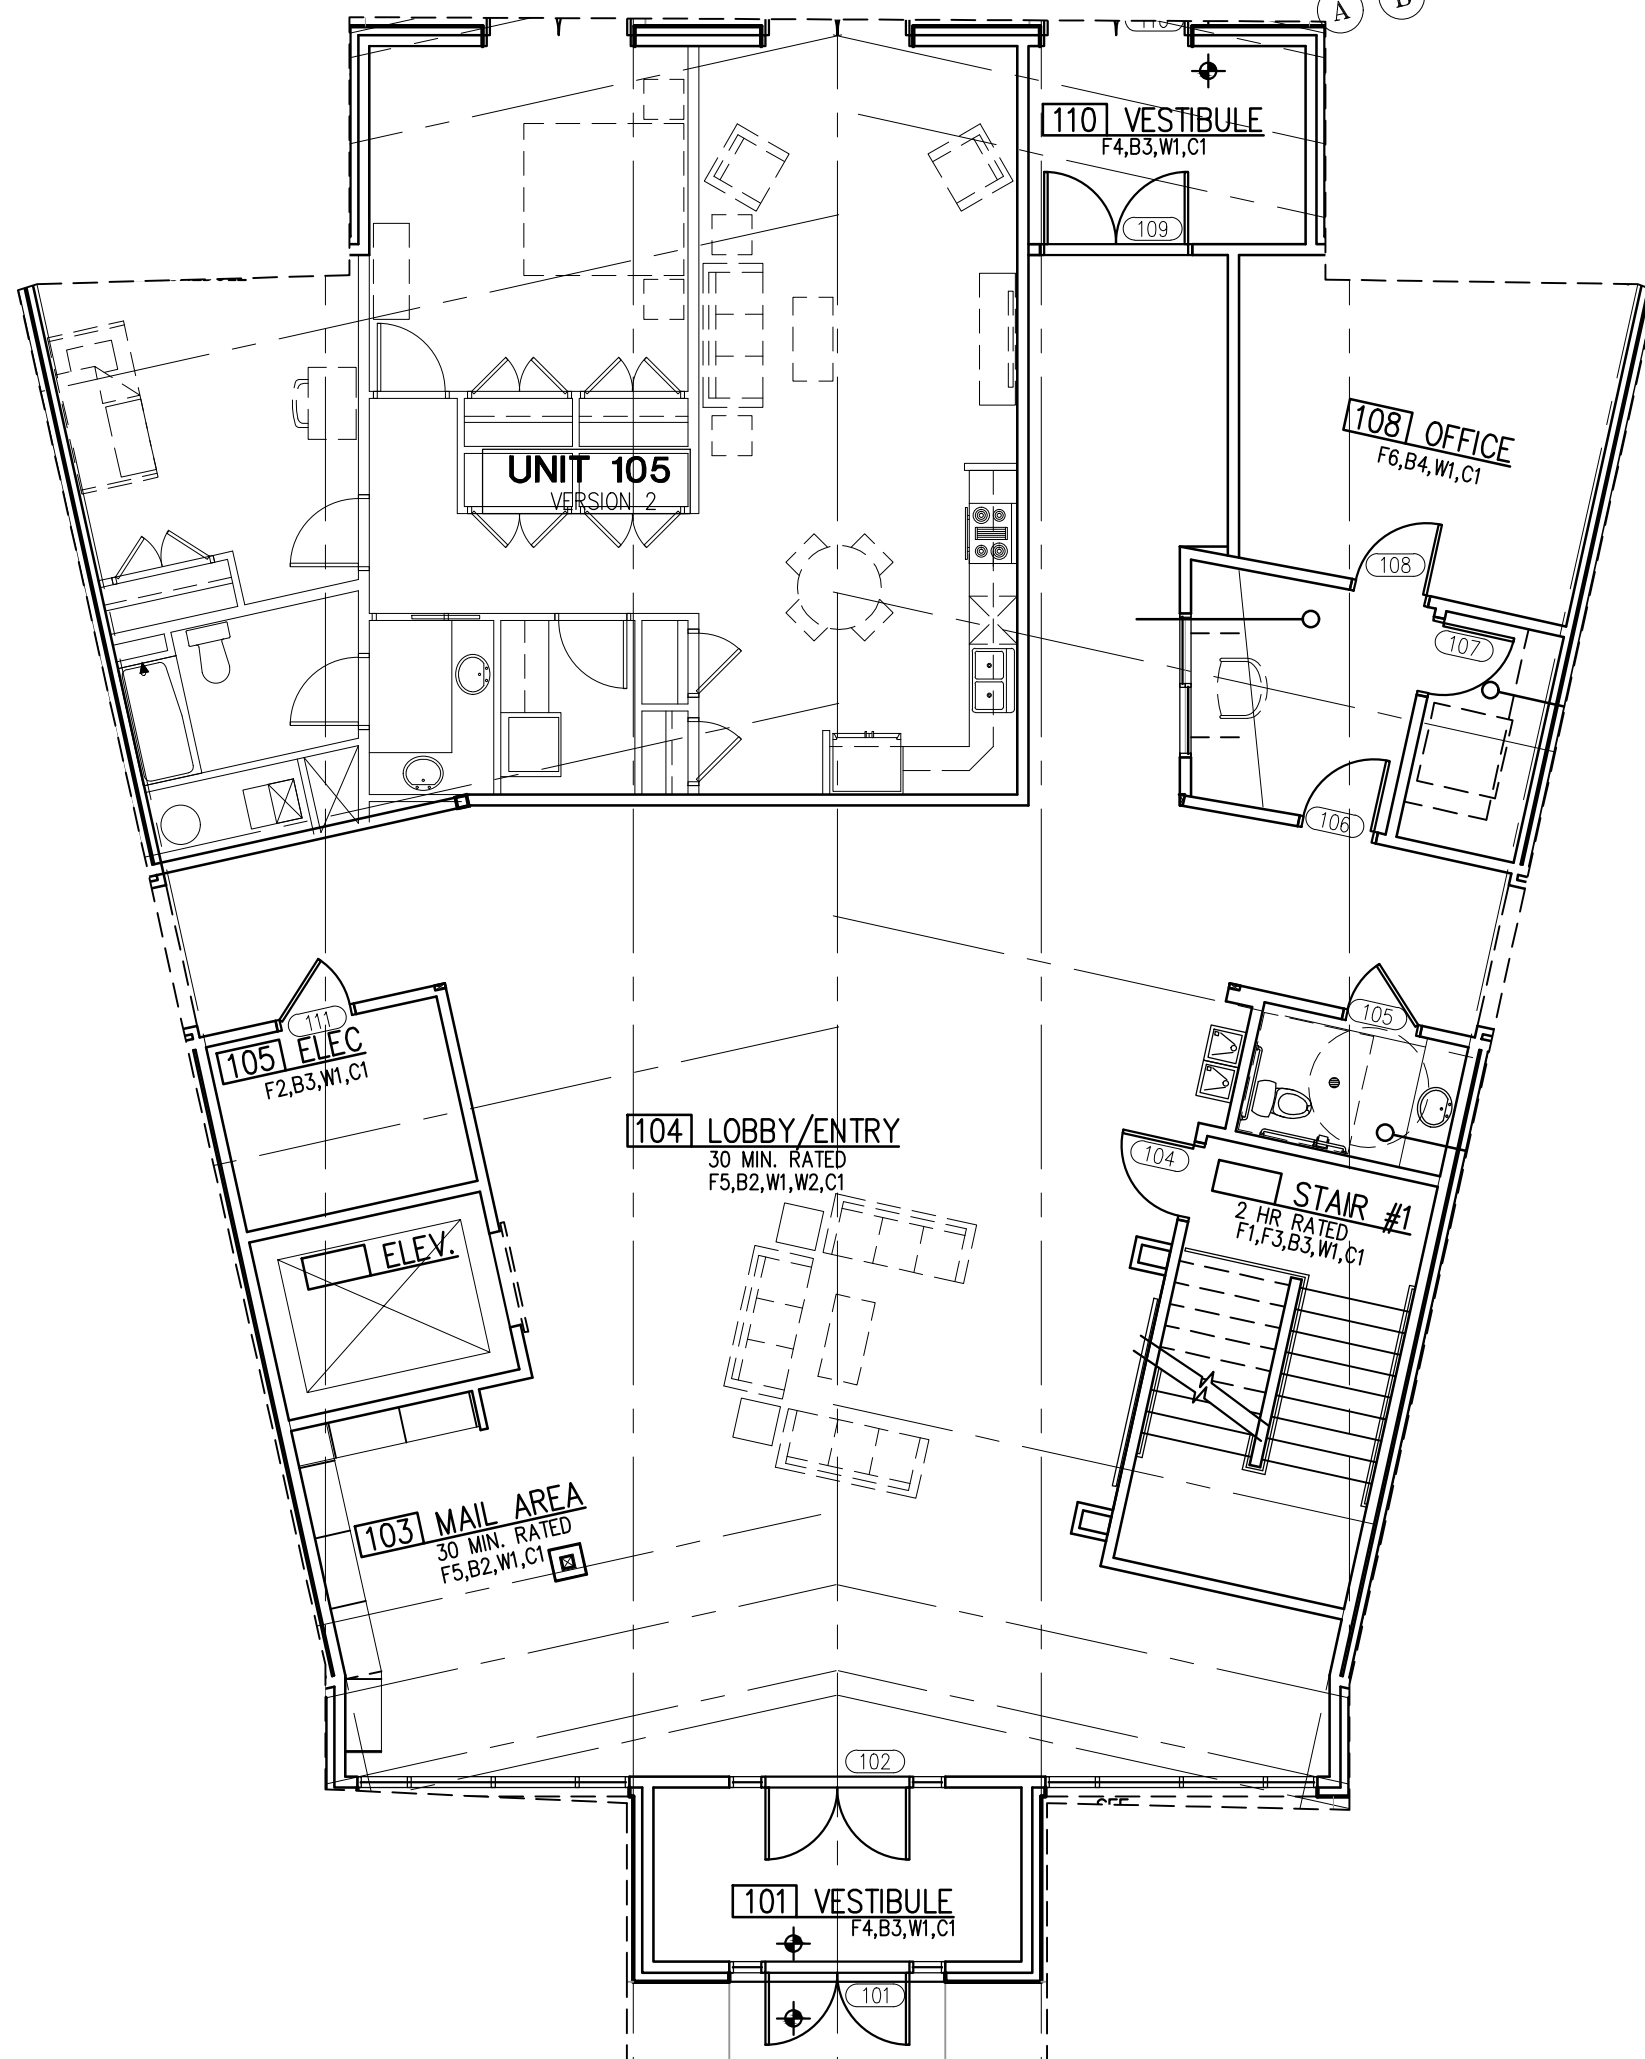 A
B
110
110 VESTIBULE
F4,B3,W1,C1
109
108 OFFICE
F6,B4,W1,C1
UNIT 105
VERSION 2
108
107
106
111
105 ELEC
F2,B3,W1,C1
105
104 LOBBY/ENTRY
30 MIN. RATED
F5,B2,W1,W2,C1
104
STAIR #1
2 HR RATED
F1,F3,B3,W1,C1
ELEV.
103 MAIL AREA
30 MIN. RATED
F5,B2,W1,C1
102
SEE
101 VESTIBULE
F4,B3,W1,C1
101